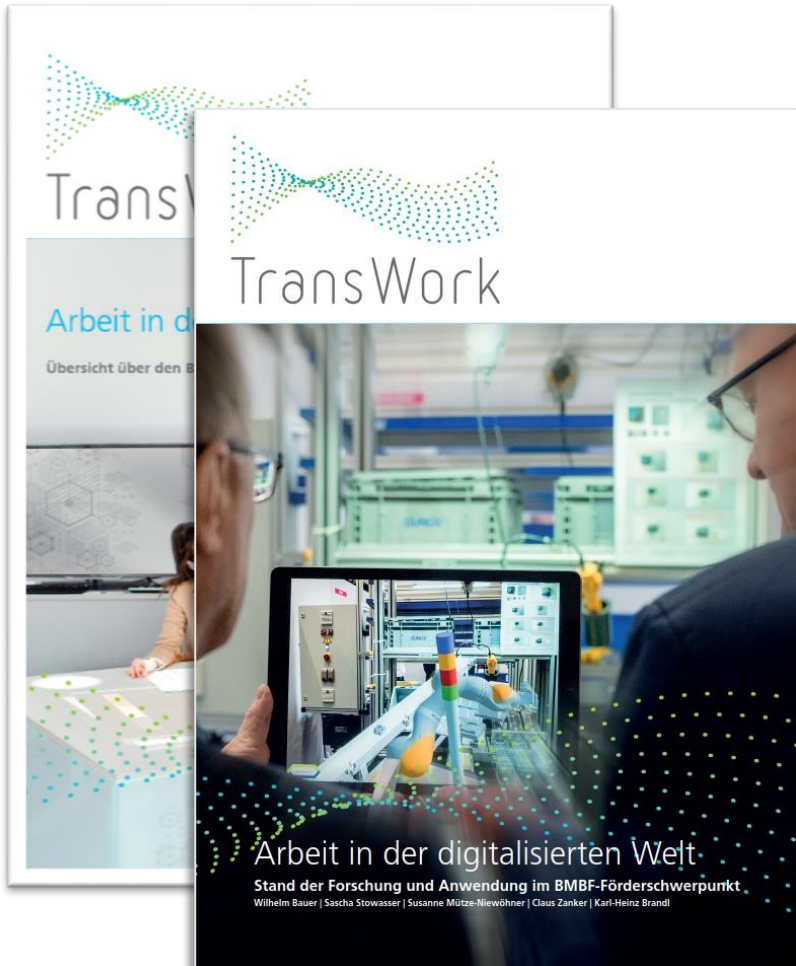 TransW
Arbeit in d
Übersicht über den B
TransWork
Arbeit in der digitalisierten Welt
Stand der Forschung und Anwendung im BMBF-Förderschwerpunkt
Wilhelm Bauer | Sascha Stowasser | Susanne Mütze-Niewöhner | Claus Zanker | Karl-Heinz Brandl